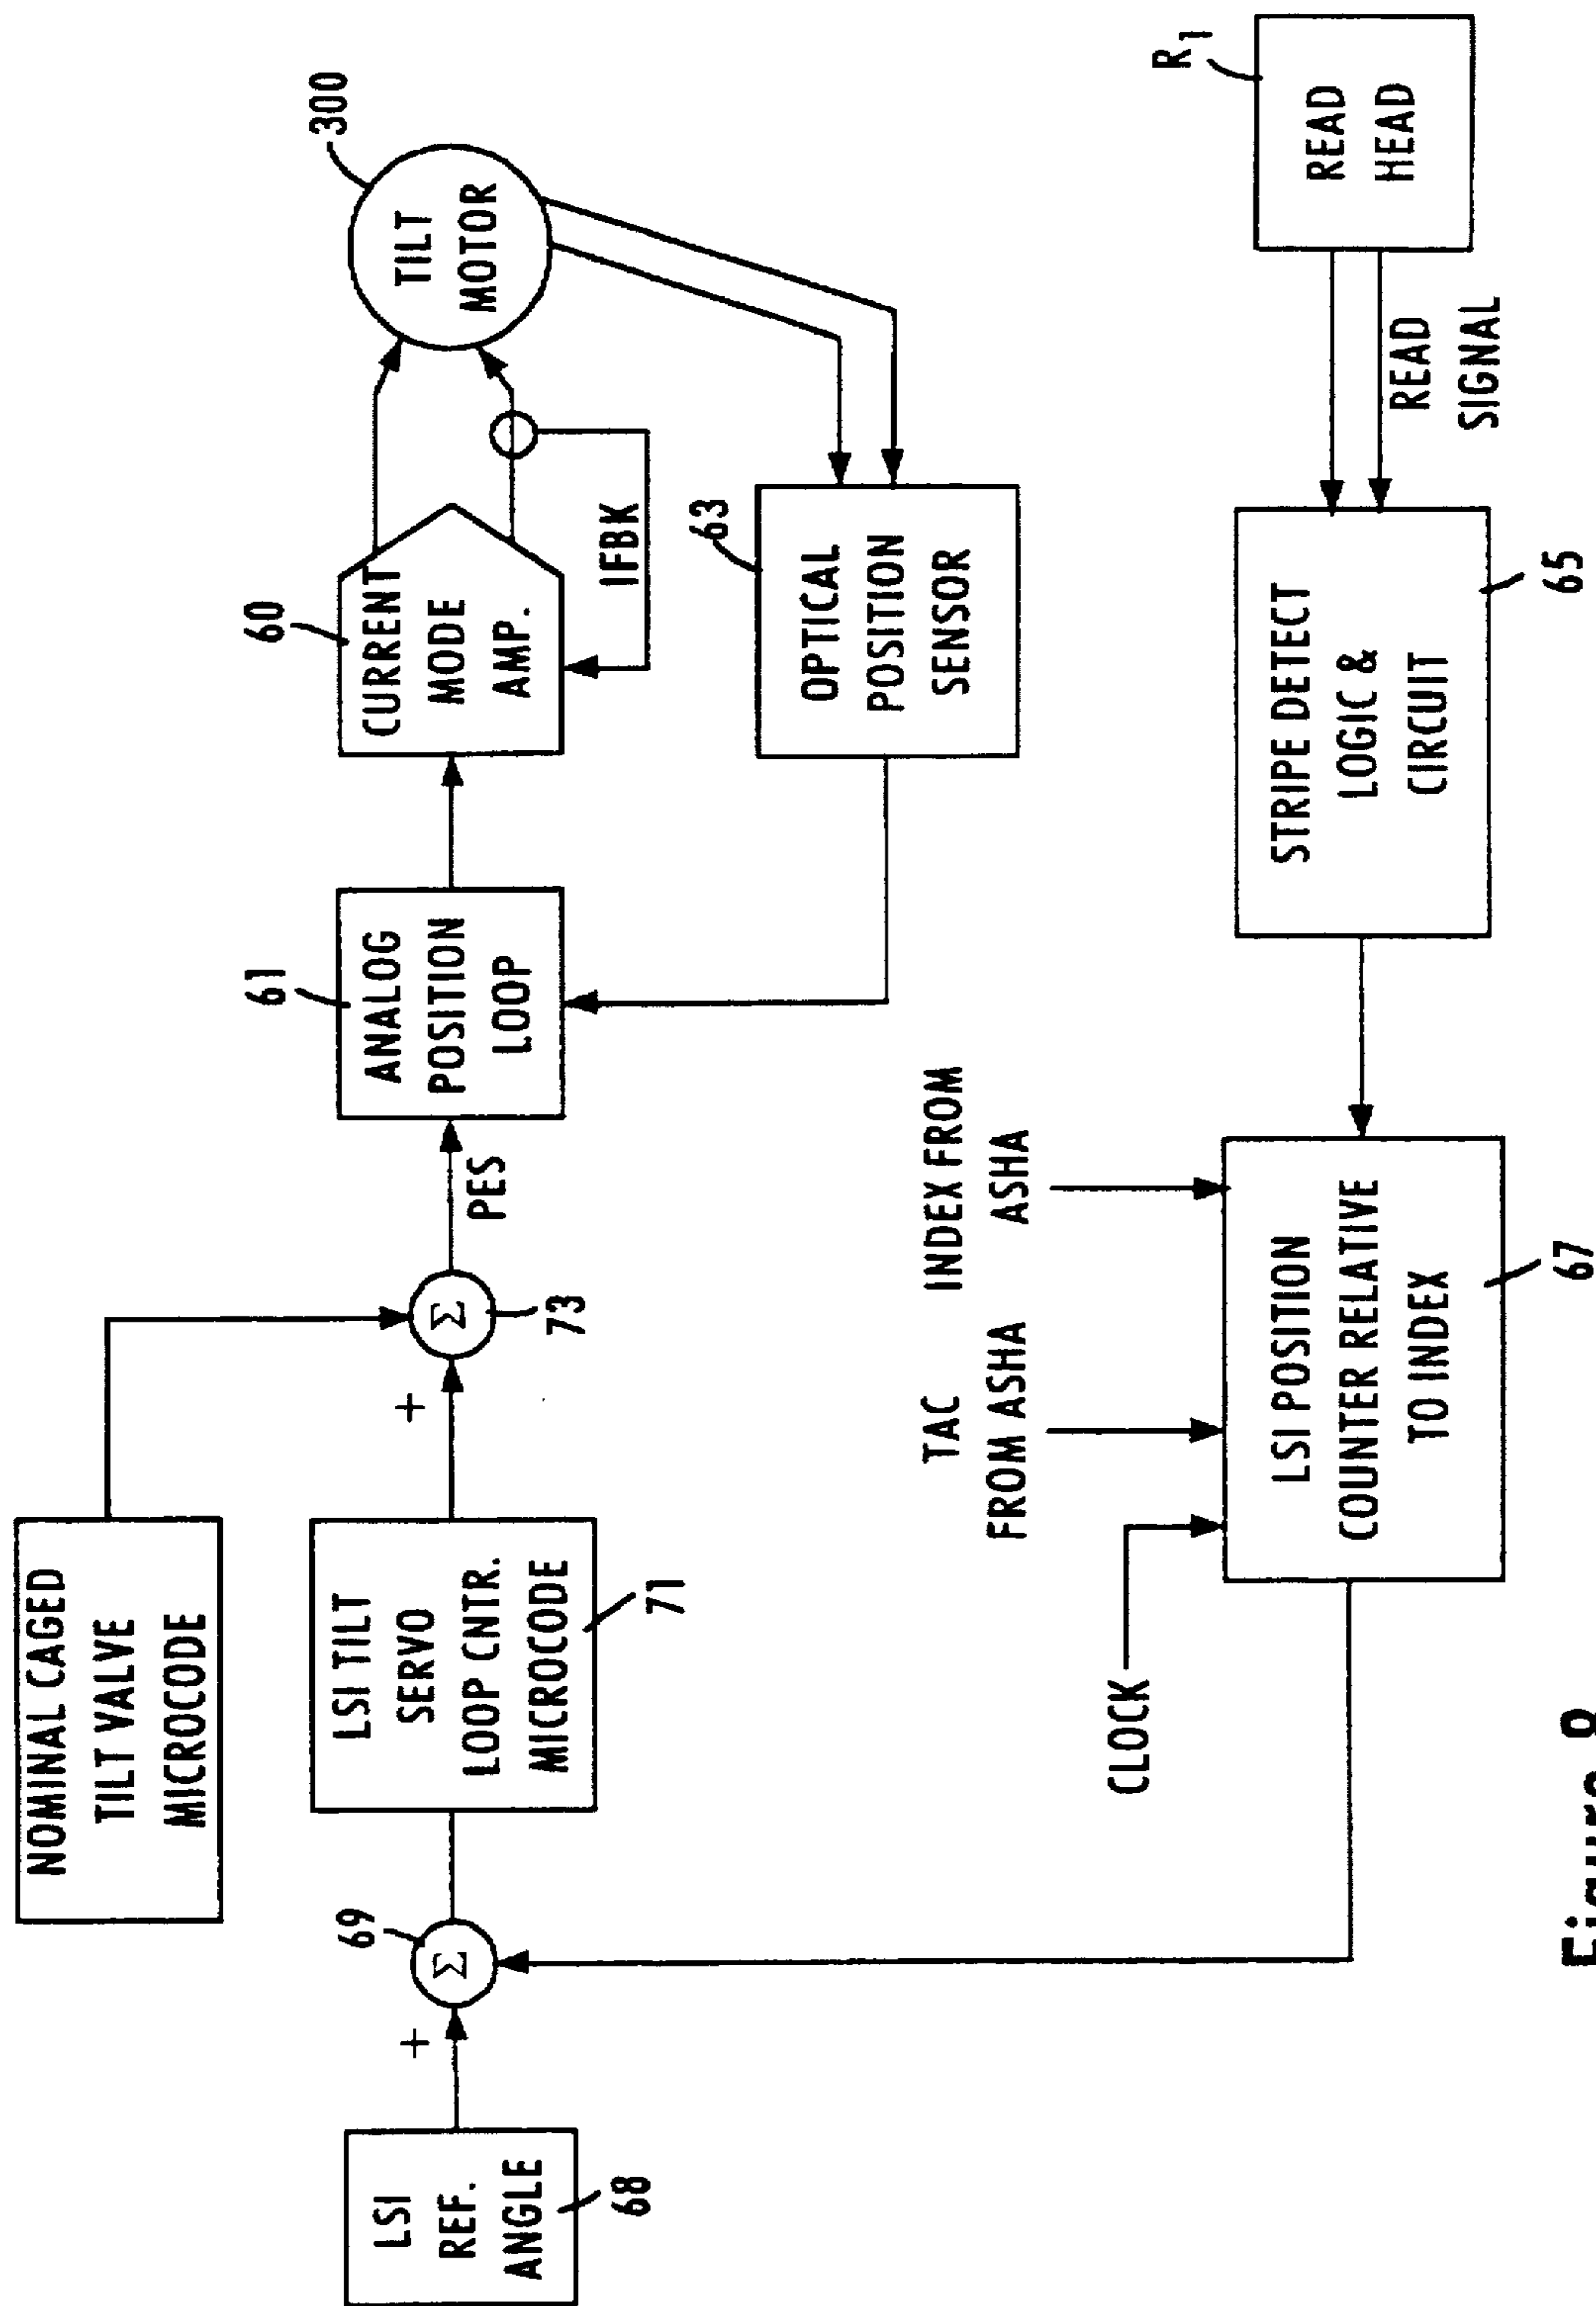 NOMINAL CAGED
TILT VALVE
MICROCODE
LSI
REF.
ANGLE
68
+
Σ
69
LSI TILT
SERVO
LOOP CNTR.
MICROCODE
71
+
Σ
73
PES
ANALOG
POSITION
LOOP
61
CURRENT
MODE
AMP.
60
IFBK
TILT
MOTOR
300
OPTICAL
POSITION
SENSOR
63
CLOCK
TAC
FROM ASHA
INDEX FROM
ASHA
LSI POSITION
COUNTER RELATIVE
TO INDEX
67
STRIPE DETECT
LOGIC &
CIRCUIT
65
READ
SIGNAL
READ
HEAD
R1
Figure 8